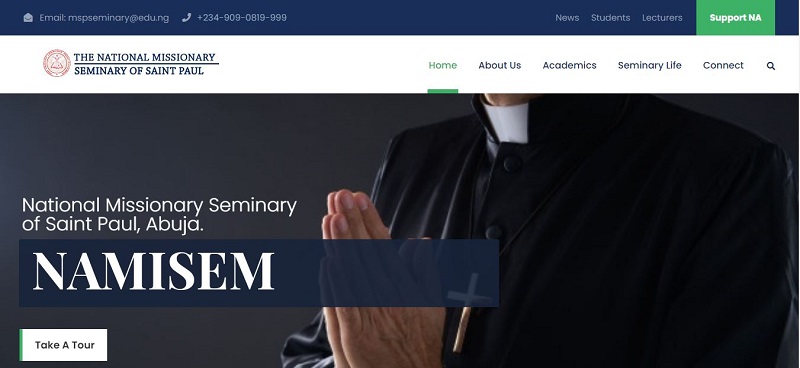 Email: mspseminary@edu.ng
+234-909-0819-999
News
Students
Lecturers
Support NA
THE NATIONAL MISSIONARY
SEMINARY OF SAINT PAUL
Home
About Us
Academics
Seminary Life
Connect
National Missionary Seminary
of Saint Paul, Abuja.
NAMISEM
Take A Tour